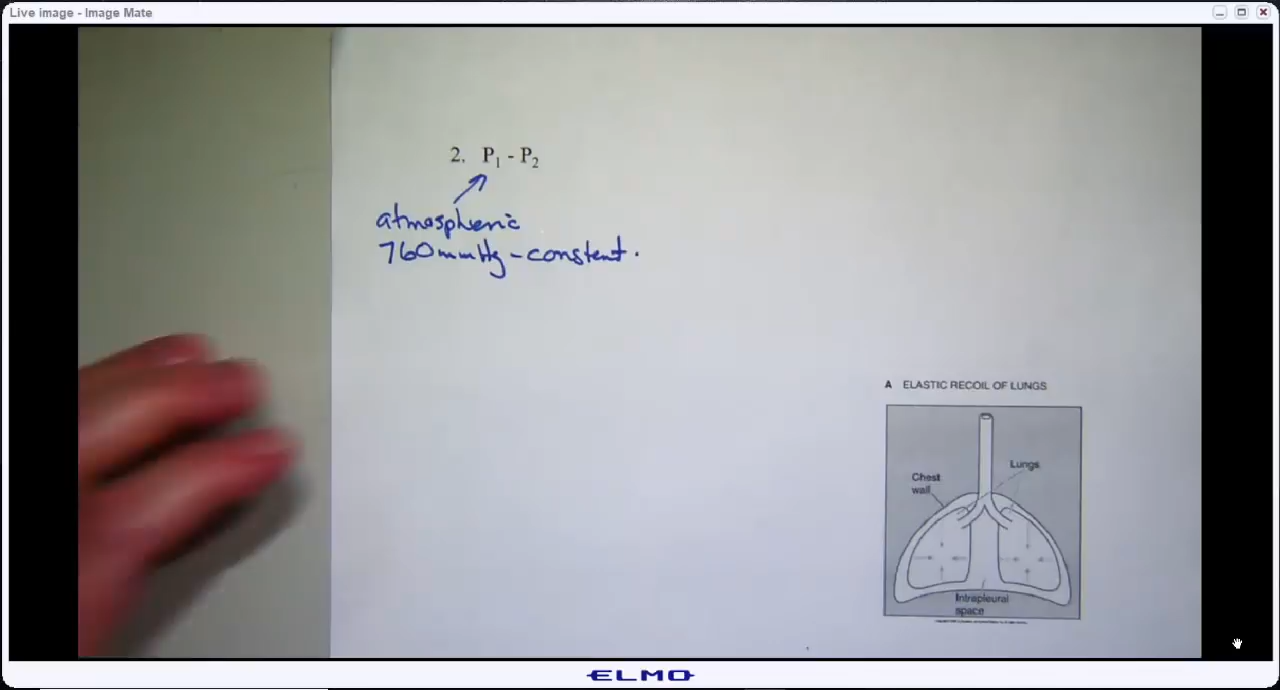 Live image - Image Mate
2. P₁ - P₂
atmospheric
760mmHg - constant.
A ELASTIC RECOIL OF LUNGS
Lungs
Chest
wall
Intrapleural
space
ELMO